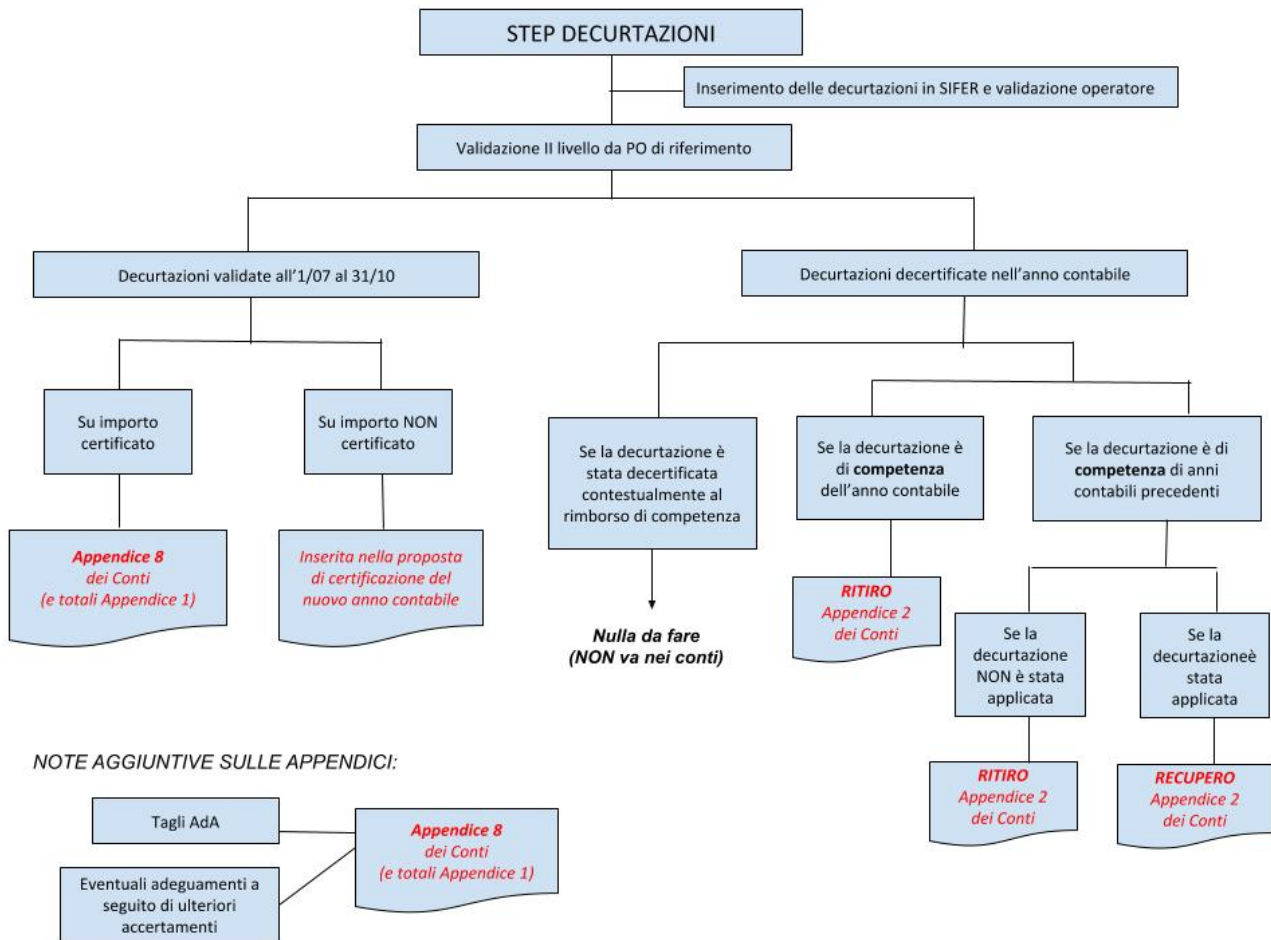 STEP DECURTAZIONI
Inserimento delle decurtazioni in SIFER e validazione operatore
Validazione II livello da PO di riferimento
Decurtazioni validate all'1/07 al 31/10
Decurtazioni decertificate nell'anno contabile
Su importo
certificato
Su importo NON
certificato
Se la decurtazione è
stata decertificata
contestualmente al
rimborso di competenza
Se la decurtazione è
di competenza
dell'anno contabile
Se la decurtazione è di
competenza di anni
contabili precedenti
Appendice 8
dei Conti
(e totali Appendice 1)
Inserita nella proposta
di certificazione del
nuovo anno contabile
Nulla da fare
(NON va nei conti)
RITIRO
Appendice 2
dei Conti
Se la
decurtazione
NON è stata
applicata
Se la
decurtazioneè
stata
applicata
RITIRO
Appendice 2
dei Conti
RECUPERO
Appendice 2
dei Conti
NOTE AGGIUNTIVE SULLE APPENDICI:
Tagli AdA
Eventuali adeguamenti a
seguito di ulteriori
accertamenti
Appendice 8
dei Conti
(e totali Appendice 1)